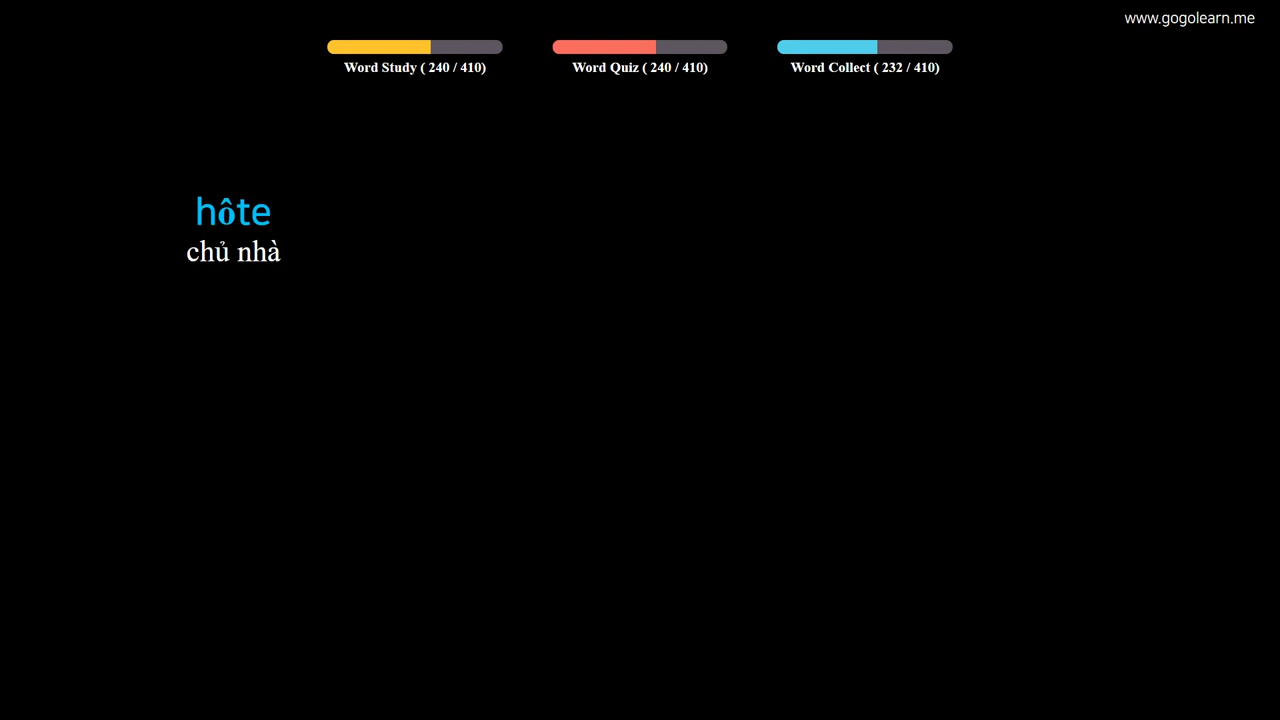 www.gogolearn.me
Word Study ( 240 / 410)
Word Quiz ( 240 / 410)
Word Collect ( 232 / 410)
hôte
chủ nhà